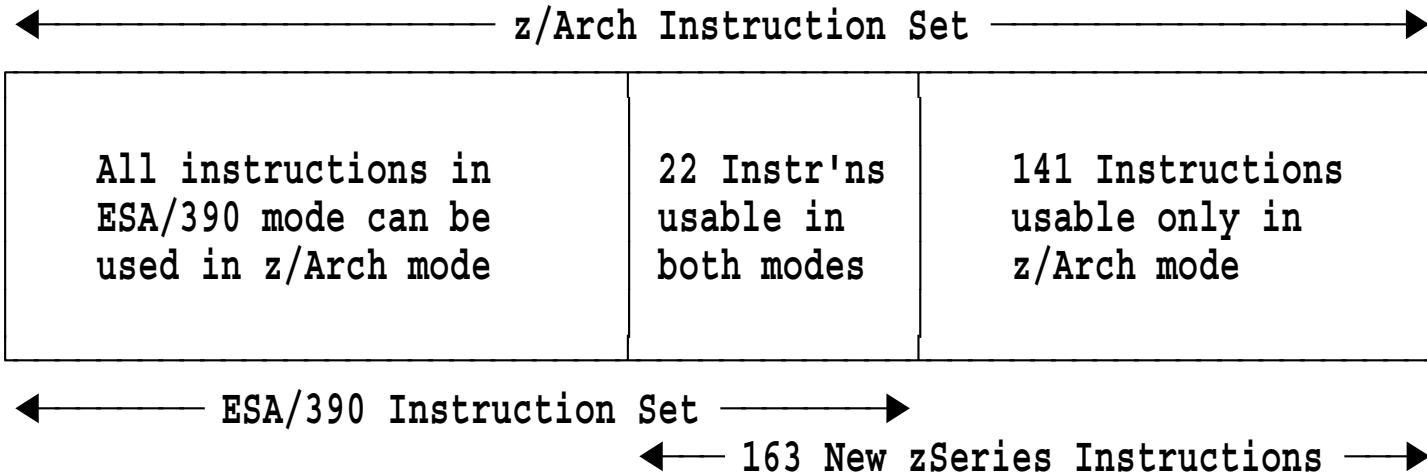 z/Arch Instruction Set
All instructions in
ESA/390 mode can be
used in z/Arch mode
22 Instr'ns
usable in
both modes
141 Instructions
usable only in
z/Arch mode
ESA/390 Instruction Set
163 New zSeries Instructions